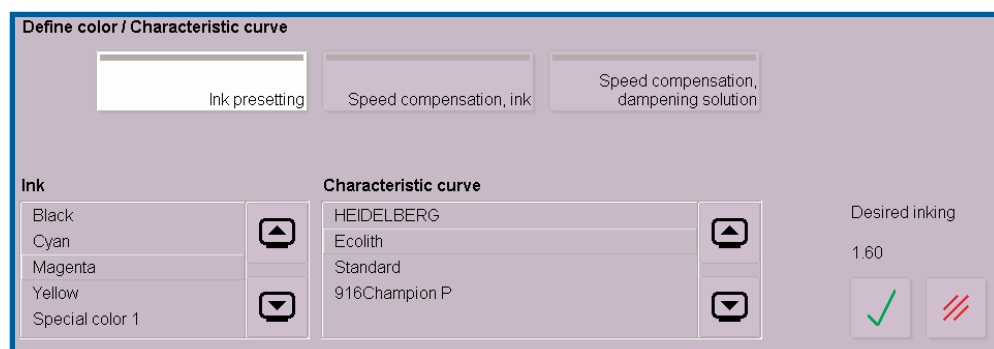 Define color / Characteristic curve
Ink presetting
Speed compensation, ink
Speed compensation,
dampening solution
Ink
Black
Cyan
Magenta
Yellow
Special color 1
Characteristic curve
HEIDELBERG
Ecolith
Standard
916Champion P
Desired inking
1.60